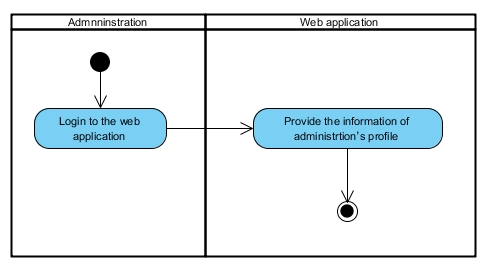 Admnninstration
Web application
Login to the web
application
Provide the information of
administrtion's profile